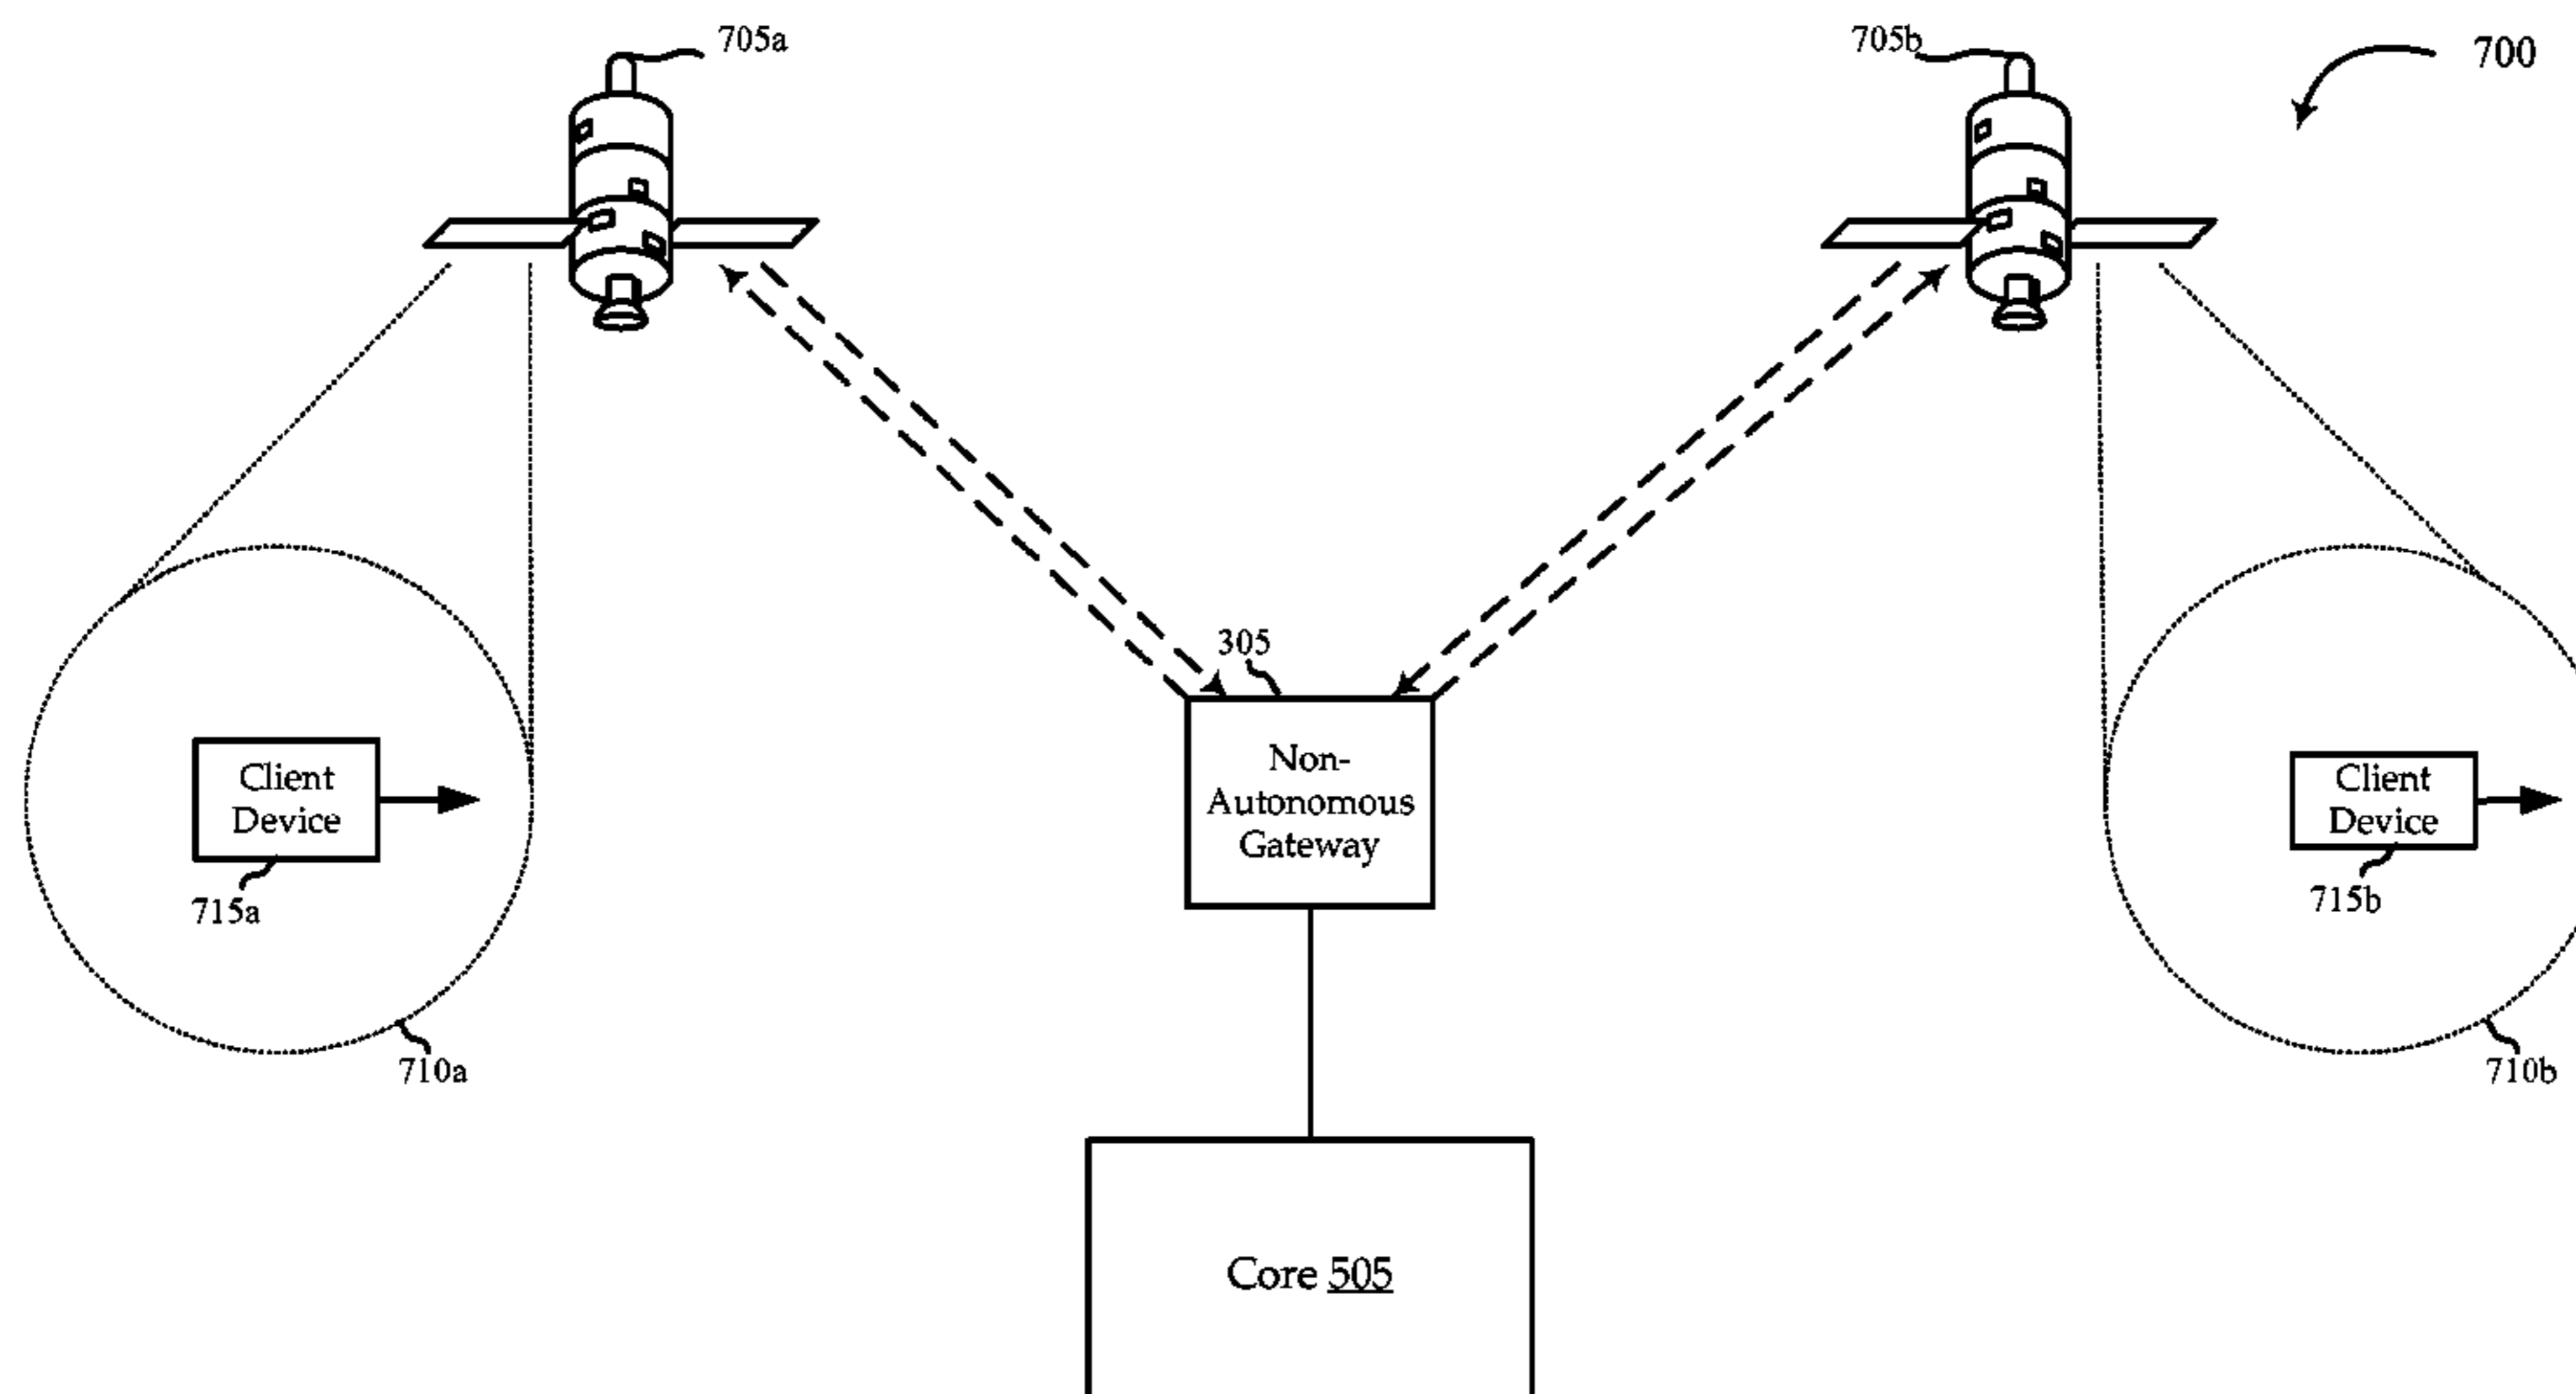 705a
705b
700
305
Non-
Autonomous
Gateway
Client
Device
715a
Client
Device
715b
710a
710b
Core 505